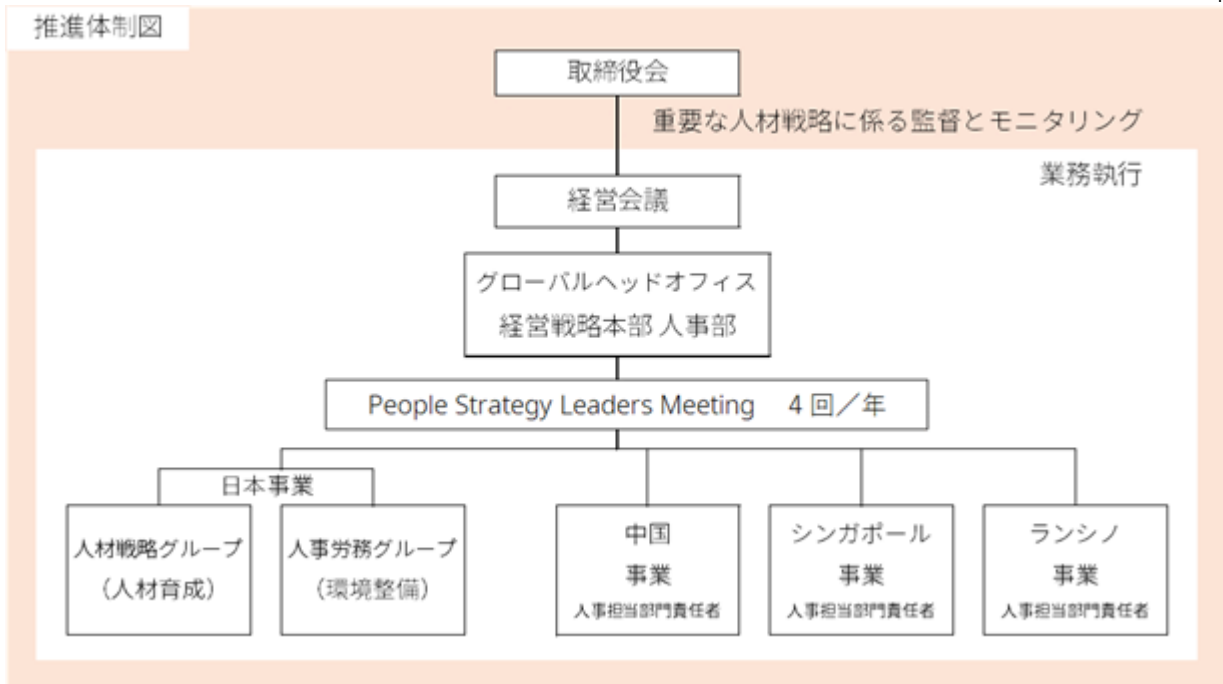 推進体制図
取締役会
重要な人材戦略に係る監督とモニタリング
業務執行
経営会議
グローバルヘッドオフィス
経営戦略本部 人事部
People Strategy Leaders Meeting 4 回／年
日本事業
人材戦略グループ
（人材育成）
人事労務グループ
（環境整備）
中国
事業
人事担当部門責任者
シンガポール
事業
人事担当部門責任者
ランシノ
事業
人事担当部門責任者